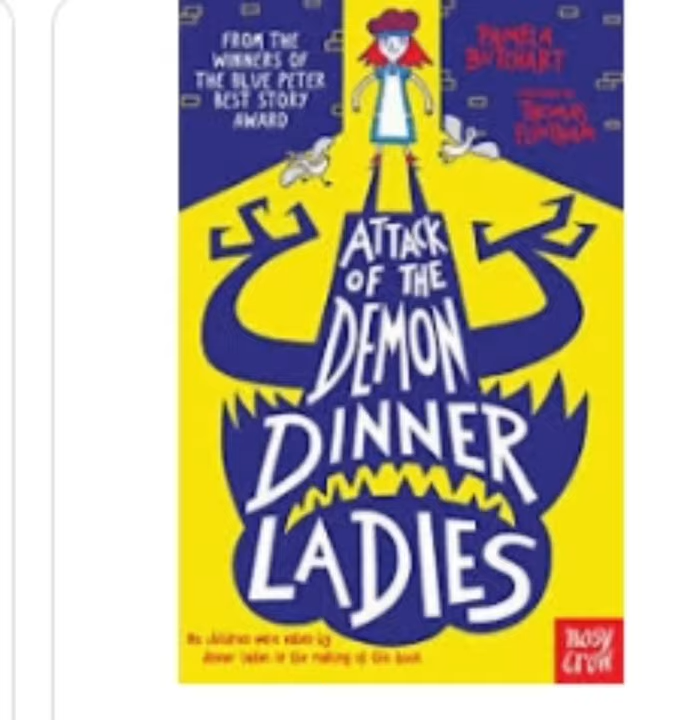 FROM THE
WINNERS OF
THE BLUE PETER
BEST STORY
AWARD
PAMELA
BUTCHART
THOMAS
FLINTHAM
ATTACK
OF THE
DEMON
DINNER
LADIES
No children were eaten by
dinner ladies in the making of this book
nosy
crow